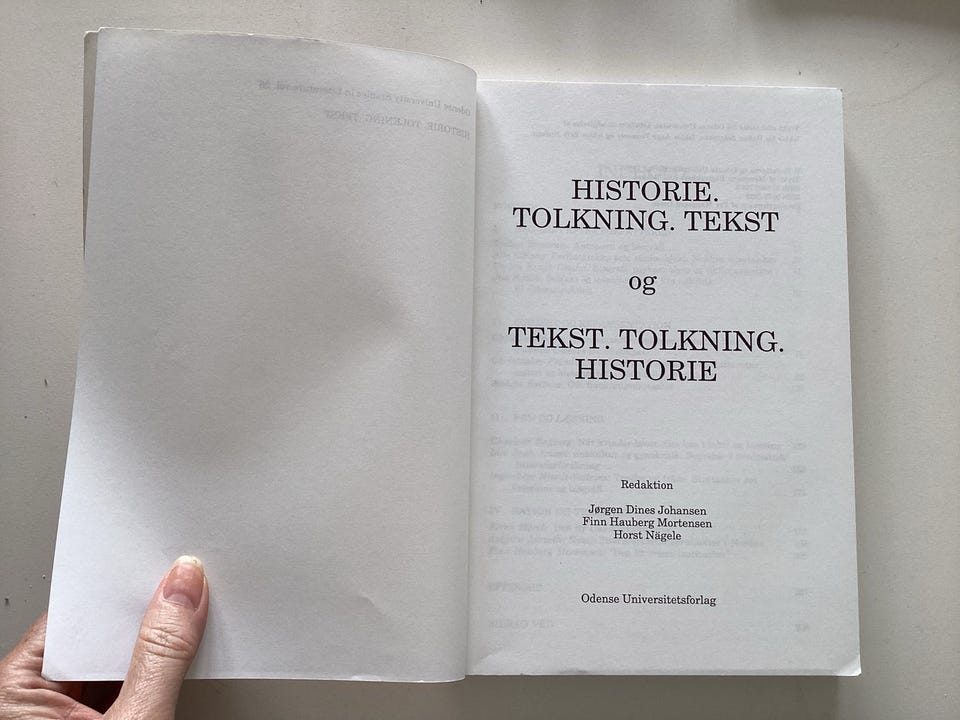 HISTORIE.
TOLKNING. TEKST
og
TEKST. TOLKNING.
HISTORIE
Redaktion
Jørgen Dines Johansen
Finn Hauberg Mortensen
Horst Nägele
Odense Universitetsforlag